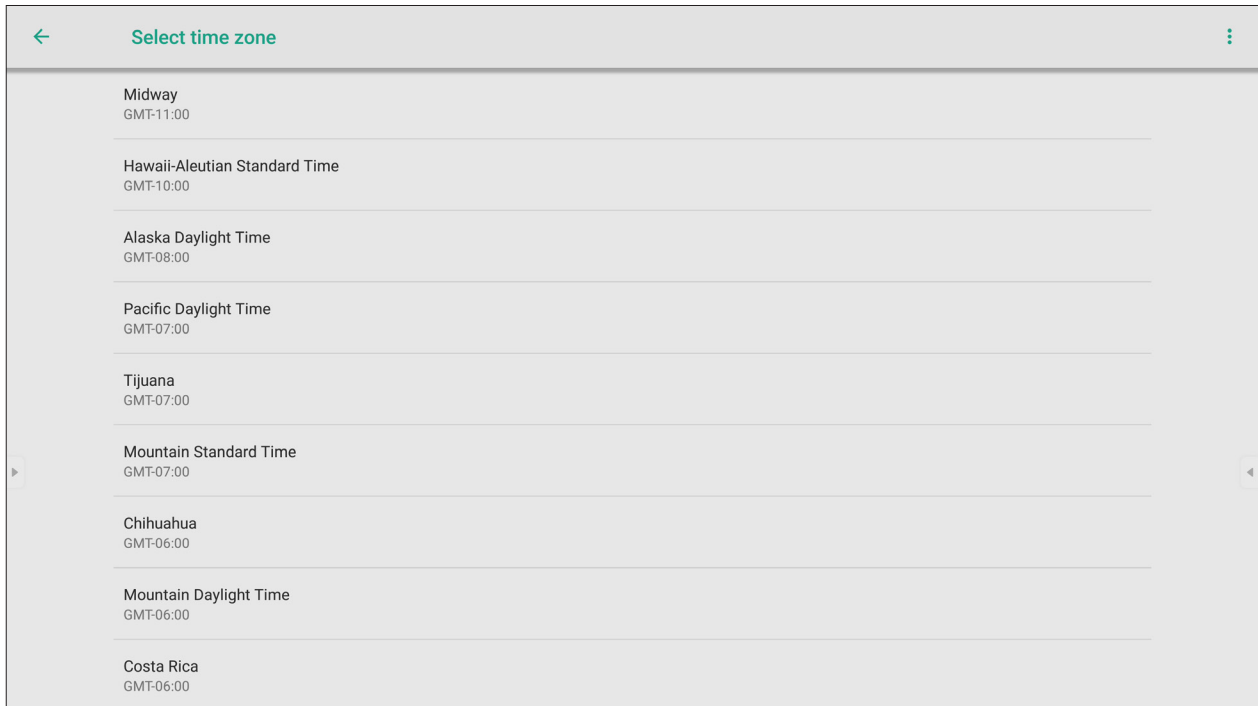 Select time zone
Midway
GMT-11:00
Hawaii-Aleutian Standard Time
GMT-10:00
Alaska Daylight Time
GMT-08:00
Pacific Daylight Time
GMT-07:00
Tijuana
GMT-07:00
Mountain Standard Time
GMT-07:00
Chihuahua
GMT-06:00
Mountain Daylight Time
GMT-06:00
Costa Rica
GMT-06:00